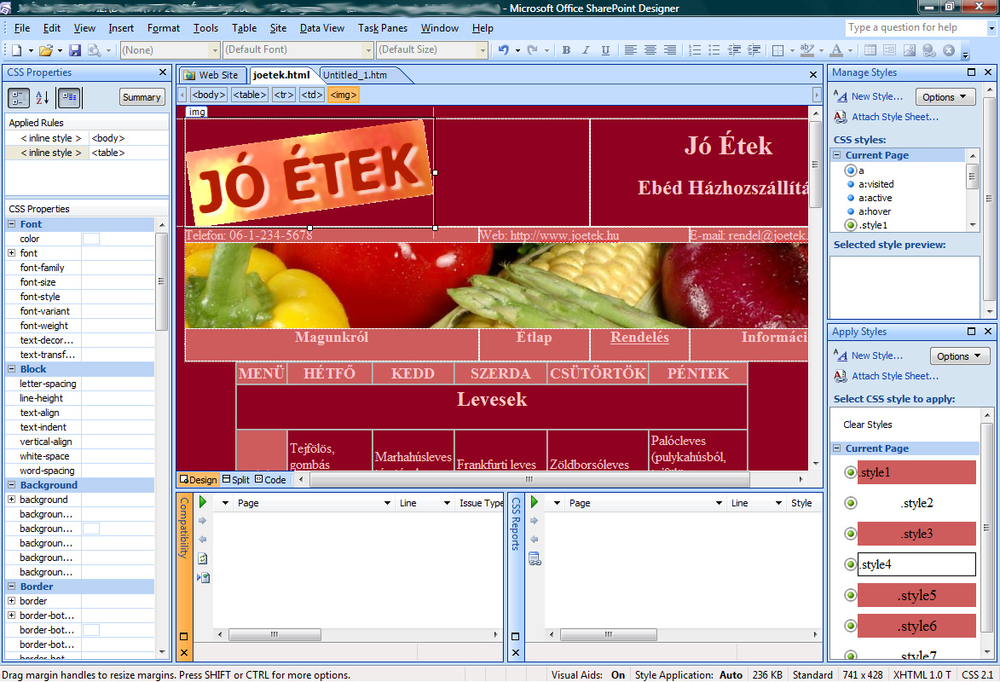 - Microsoft Office SharePoint Designer
File Edit View Insert Format Tools Table Site Data View Task Panes Window Help
Type a question for help
(None) (Default Font) (Default Size) B I U
CSS Properties
Summary
Applied Rules
< inline style > <body>
< inline style > <table>
CSS Properties
Font
color
font
font-family
font-size
font-style
font-variant
font-weight
text-decor...
text-transf...
Block
letter-spacing
line-height
text-align
text-indent
vertical-align
white-space
word-spacing
Background
background
backgroun...
backgroun...
backgroun...
backgroun...
backgroun...
Border
border
border-bot...
border-bot...
border-bot...
border-bot
Web Site joetek.html Untitled_1.htm
<body> <table> <tr> <td> <img>
img
JÓ ÉTEK
Jó Étek
Ebéd Házhozszállítá
Telefon: 06-1-234-5678 Web: http://www.joetek.hu E-mail: rendel@joetek.
Magunkról Étlap Rendelés Informáci
MENÜ HÉTFŐ KEDD SZERDA CSÜTÖRTÖK PÉNTEK
Levesek
Tejfölös,
gombás
Marhahúsleves
Frankfurti leves
Zöldborsóleves
Palócleves
(pulykahúsból,
Design Split Code
Compatibility
Page Line Issue Type
CSS Reports
Page Line Style
Manage Styles
New Style... Options
Attach Style Sheet...
CSS styles:
Current Page
a
a:visited
a:active
a:hover
.style1
Selected style preview:
Apply Styles
New Style... Options
Attach Style Sheet...
Select CSS style to apply:
Clear Styles
Current Page
.style1
.style2
.style3
.style4
.style5
.style6
.style7
Drag margin handles to resize margins. Press SHIFT or CTRL for more options. Visual Aids: On Style Application: Auto 236 KB Standard 741 x 428 XHTML 1.0 T CSS 2.1